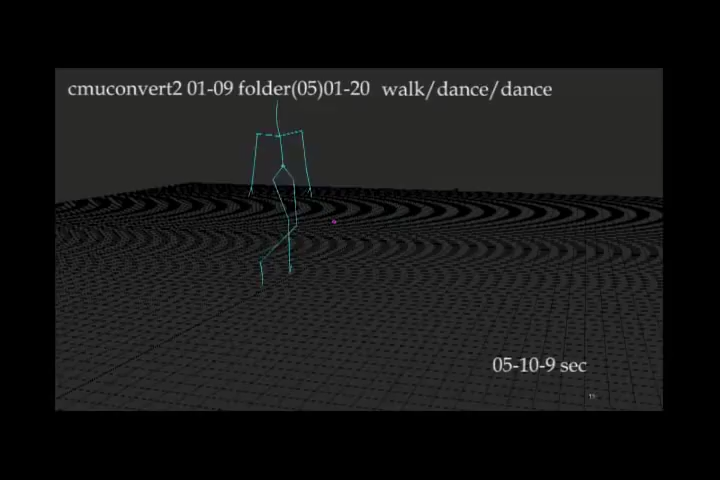 cmuconvert2 01-09 folder(05)01-20 walk/dance/dance
05-10-9 sec